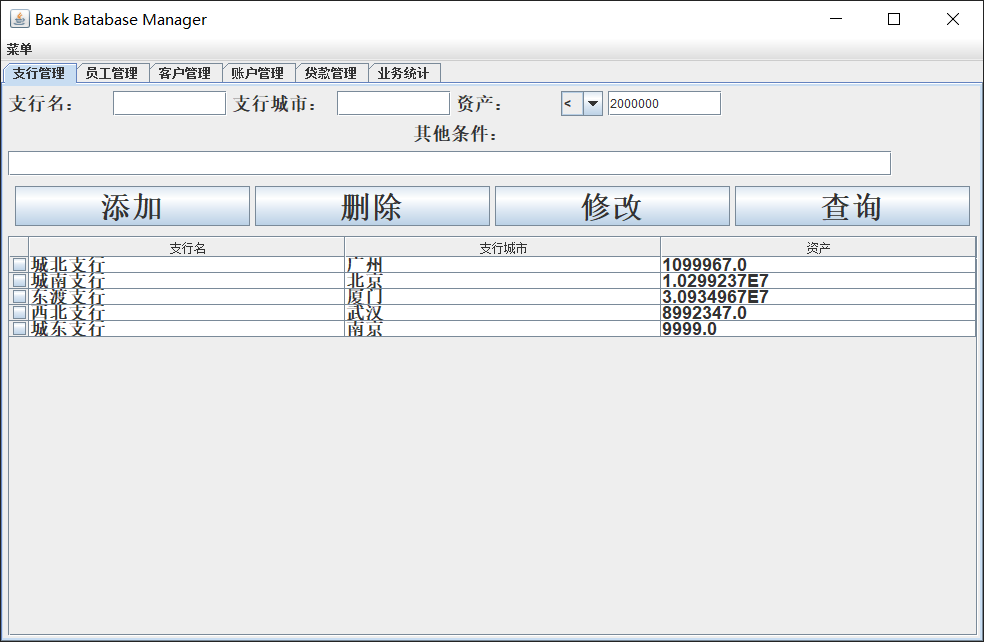 Bank Batabase Manager
菜单
支行管理 员工管理 客户管理 账户管理 贷款管理 业务统计
支行名： 支行城市： 资产： < 2000000
其他条件：
添加 删除 修改 查询
支行名 支行城市 资产
城北支行 广州 1099967.0
城南支行 北京 1.0299237E7
东渡支行 厦门 3.0934967E7
西北支行 武汉 8992347.0
城东支行 南京 9999.0